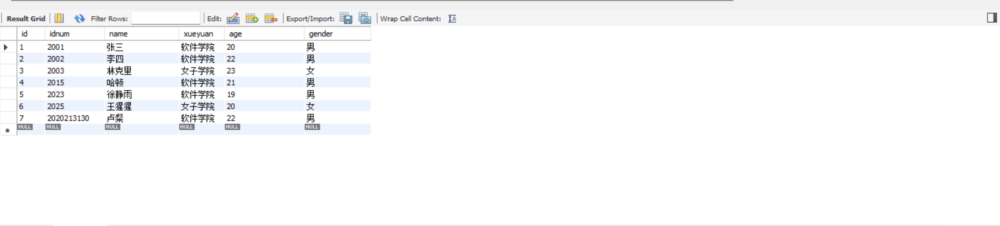 Result Grid Filter Rows: Edit: Export/Import: Wrap Cell Content: IA
id idnum name xueyuan age gender
1 2001 张三 软件学院 20 男
2 2002 李四 软件学院 22 男
3 2003 林克里 女子学院 23 女
4 2015 哈顿 软件学院 21 男
5 2023 徐静雨 软件学院 19 男
6 2025 王猩猩 女子学院 20 女
7 2020213130 卢粲 软件学院 22 男
NULL NULL NULL NULL NULL NULL